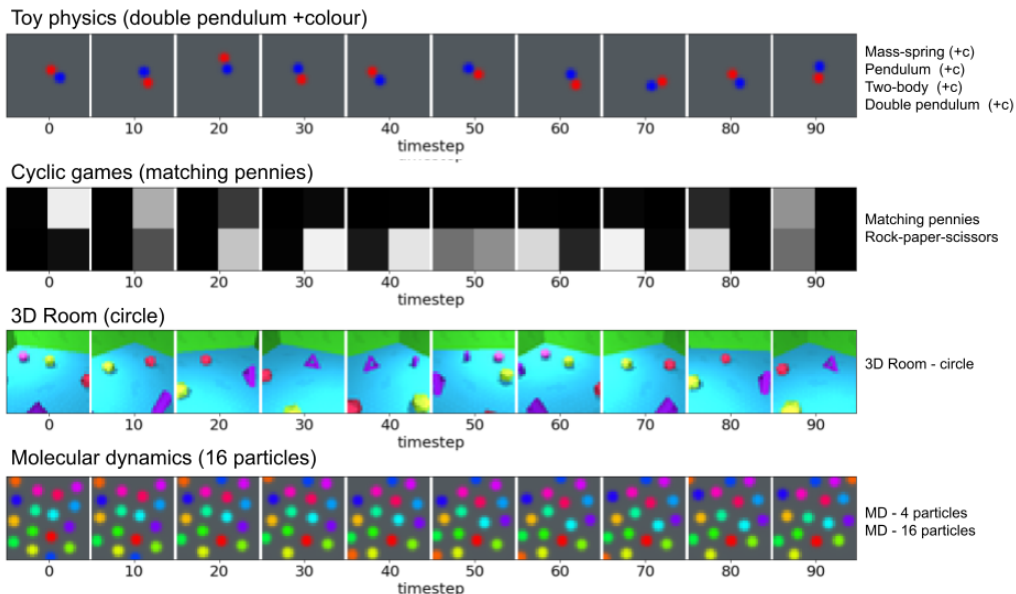 Toy physics (double pendulum +colour)
Mass-spring (+c)
Pendulum (+c)
Two-body (+c)
Double pendulum (+c)
0 10 20 30 40 50 60 70 80 90
timestep
Cyclic games (matching pennies)
Matching pennies
Rock-paper-scissors
0 10 20 30 40 50 60 70 80 90
timestep
3D Room (circle)
3D Room - circle
0 10 20 30 40 50 60 70 80 90
timestep
Molecular dynamics (16 particles)
MD - 4 particles
MD - 16 particles
0 10 20 30 40 50 60 70 80 90
timestep